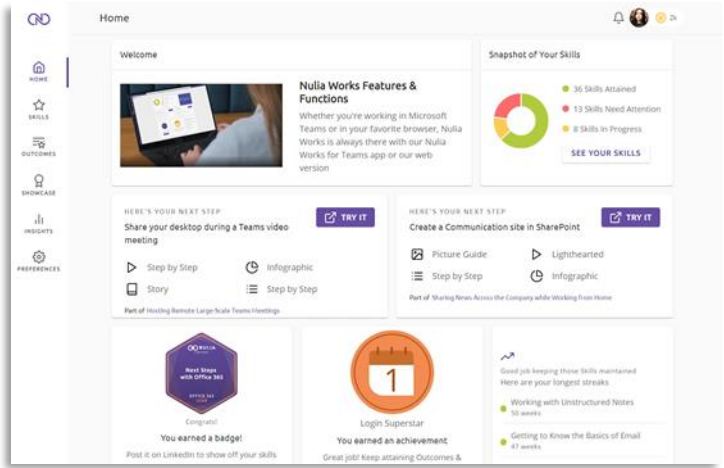 Home
2k
HOME
SKILLS
OUTCOMES
SHOWCASE
INSIGHTS
PREFERENCES
Welcome
Nulia Works Features &
Functions
Whether you're working in Microsoft
Teams or in your favorite browser, Nulia
Works is always there with our Nulia
Works for Teams app or our web
version
Snapshot of Your Skills
36 Skills Attained
13 Skills Need Attention
8 Skills In Progress
SEE YOUR SKILLS
HERE'S YOUR NEXT STEP
TRY IT
Share your desktop during a Teams video
meeting
Step by Step
Infographic
Story
Step by Step
Part of Hosting Remote Large-Scale Teams Meetings
HERE'S YOUR NEXT STEP
TRY IT
Create a Communication site in SharePoint
Picture Guide
Lighthearted
Step by Step
Infographic
Part of Sharing News Across the Company while Working from Home
NULIA
Next Steps
with Office 365
OFFICE 365
Congrats!
You earned a badge!
Post it on LinkedIn to show off your skills
1
Login Superstar
You earned an achievement
Great job! Keep attaining Outcomes &
Good job keeping those Skills maintained
Here are your longest streaks
Working with Unstructured Notes
50 weeks
Getting to Know the Basics of Email
47 weeks